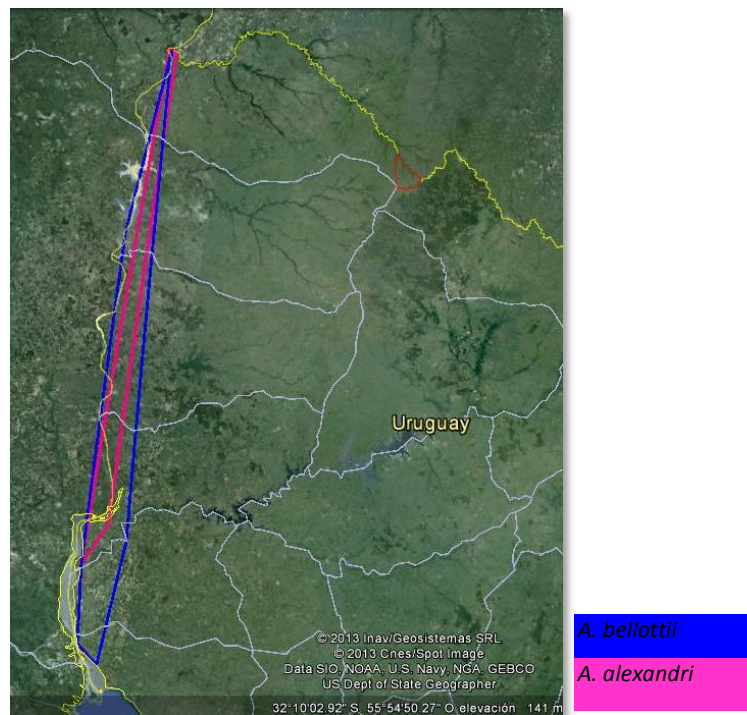 Uruguay
© 2013 Inav/Geosistemas SRL
© 2013 Cnes/Spot Image
Data SIO, NOAA, U.S. Navy, NGA, GEBCO
US Dept of State Geographer
32°10'02.92" S, 55°54'50.27" O elevación 141 m
A. bellottii
A. alexandri